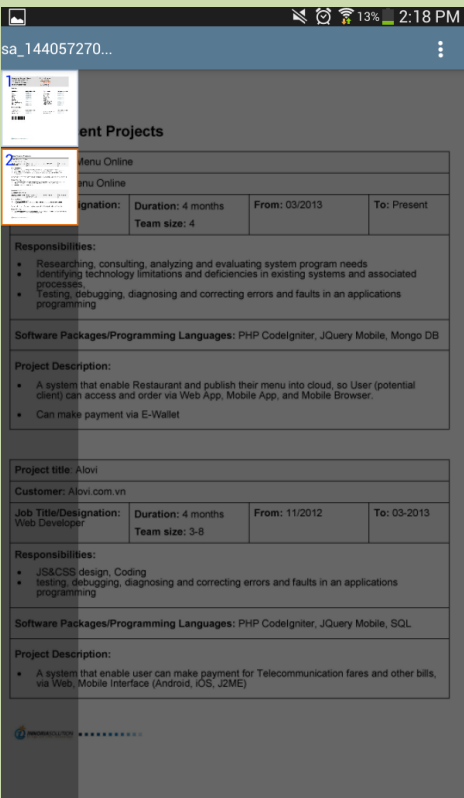 13% 2:18 PM
sa_144057270...
1
2
ent Projects
Menu Online
enu Online
ignation:
Duration: 4 months
Team size: 4
From: 03/2013
To: Present
Responsibilities:
• Researching, consulting, analyzing and evaluating system program needs
• Identifying technology limitations and deficiencies in existing systems and associated
processes,
• Testing, debugging, diagnosing and correcting errors and faults in an applications
programming
Software Packages/Programming Languages: PHP CodeIgniter, JQuery Mobile, Mongo DB
Project Description:
• A system that enable Restaurant and publish their menu into cloud, so User (potential
client) can access and order via Web App, Mobile App, and Mobile Browser.
• Can make payment via E-Wallet
Project title: Alovi
Customer: Alovi.com.vn
Job Title/Designation:
Web Developer
Duration: 4 months
Team size: 3-8
From: 11/2012
To: 03-2013
Responsibilities:
• JS&CSS design, Coding
• testing, debugging, diagnosing and correcting errors and faults in an applications
programming
Software Packages/Programming Languages: PHP CodeIgniter, JQuery Mobile, SQL
Project Description:
• A system that enable user can make payment for Telecommunication fares and other bills,
via Web, Mobile Interface (Android, iOS, J2ME)